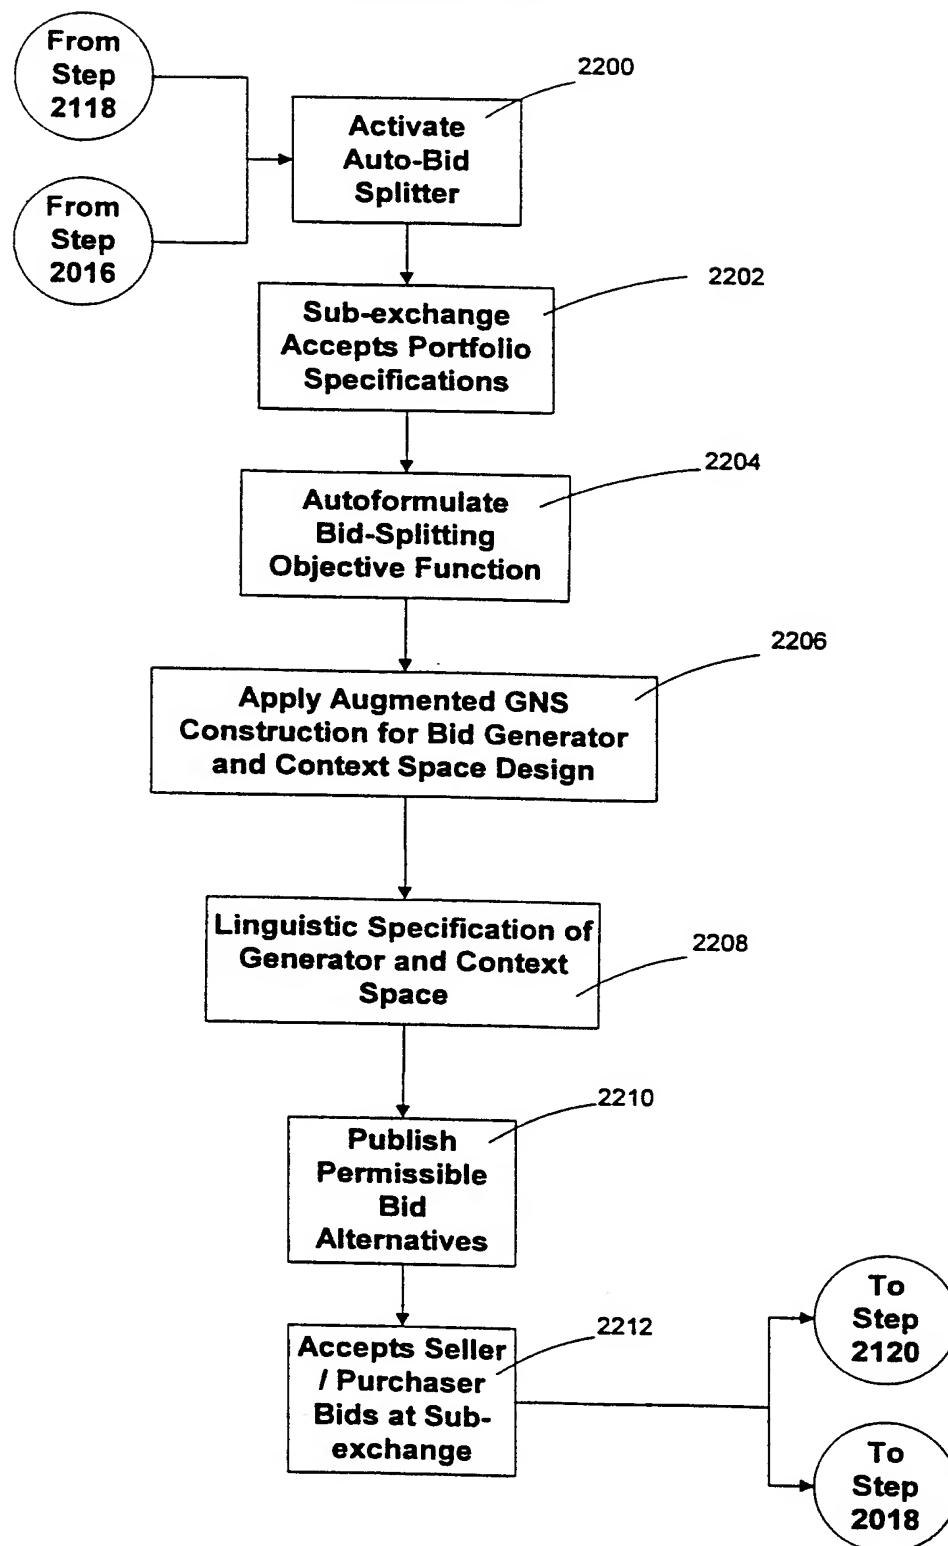 From
Step
2118
From
Step
2016
2200
Activate
Auto-Bid
Splitter
2202
Sub-exchange
Accepts Portfolio
Specifications
2204
Autoformulate
Bid-Splitting
Objective Function
2206
Apply Augmented GNS
Construction for Bid Generator
and Context Space Design
Linguistic Specification of
Generator and Context
Space
2208
2210
Publish
Permissible
Bid
Alternatives
2212
Accepts Seller
/ Purchaser
Bids at Sub-
exchange
To
Step
2120
To
Step
2018